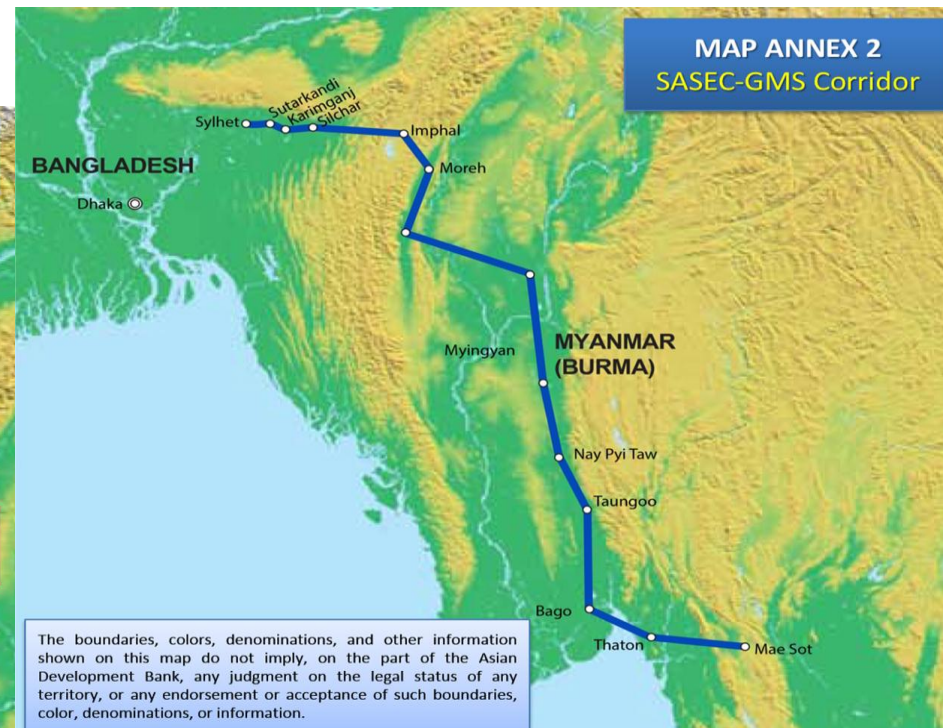 MAP ANNEX 2
SASEC-GMS Corridor
Sutarkandi
Karimganj
Silchar
Sylhet
Imphal
BANGLADESH
Moreh
Dhaka
MYANMAR
(BURMA)
Myingyan
Nay Pyi Taw
Taungoo
Bago
Thaton
Mae Sot
The boundaries, colors, denominations, and other information
shown on this map do not imply, on the part of the Asian
Development Bank, any judgment on the legal status of any
territory, or any endorsement or acceptance of such boundaries,
color, denominations, or information.